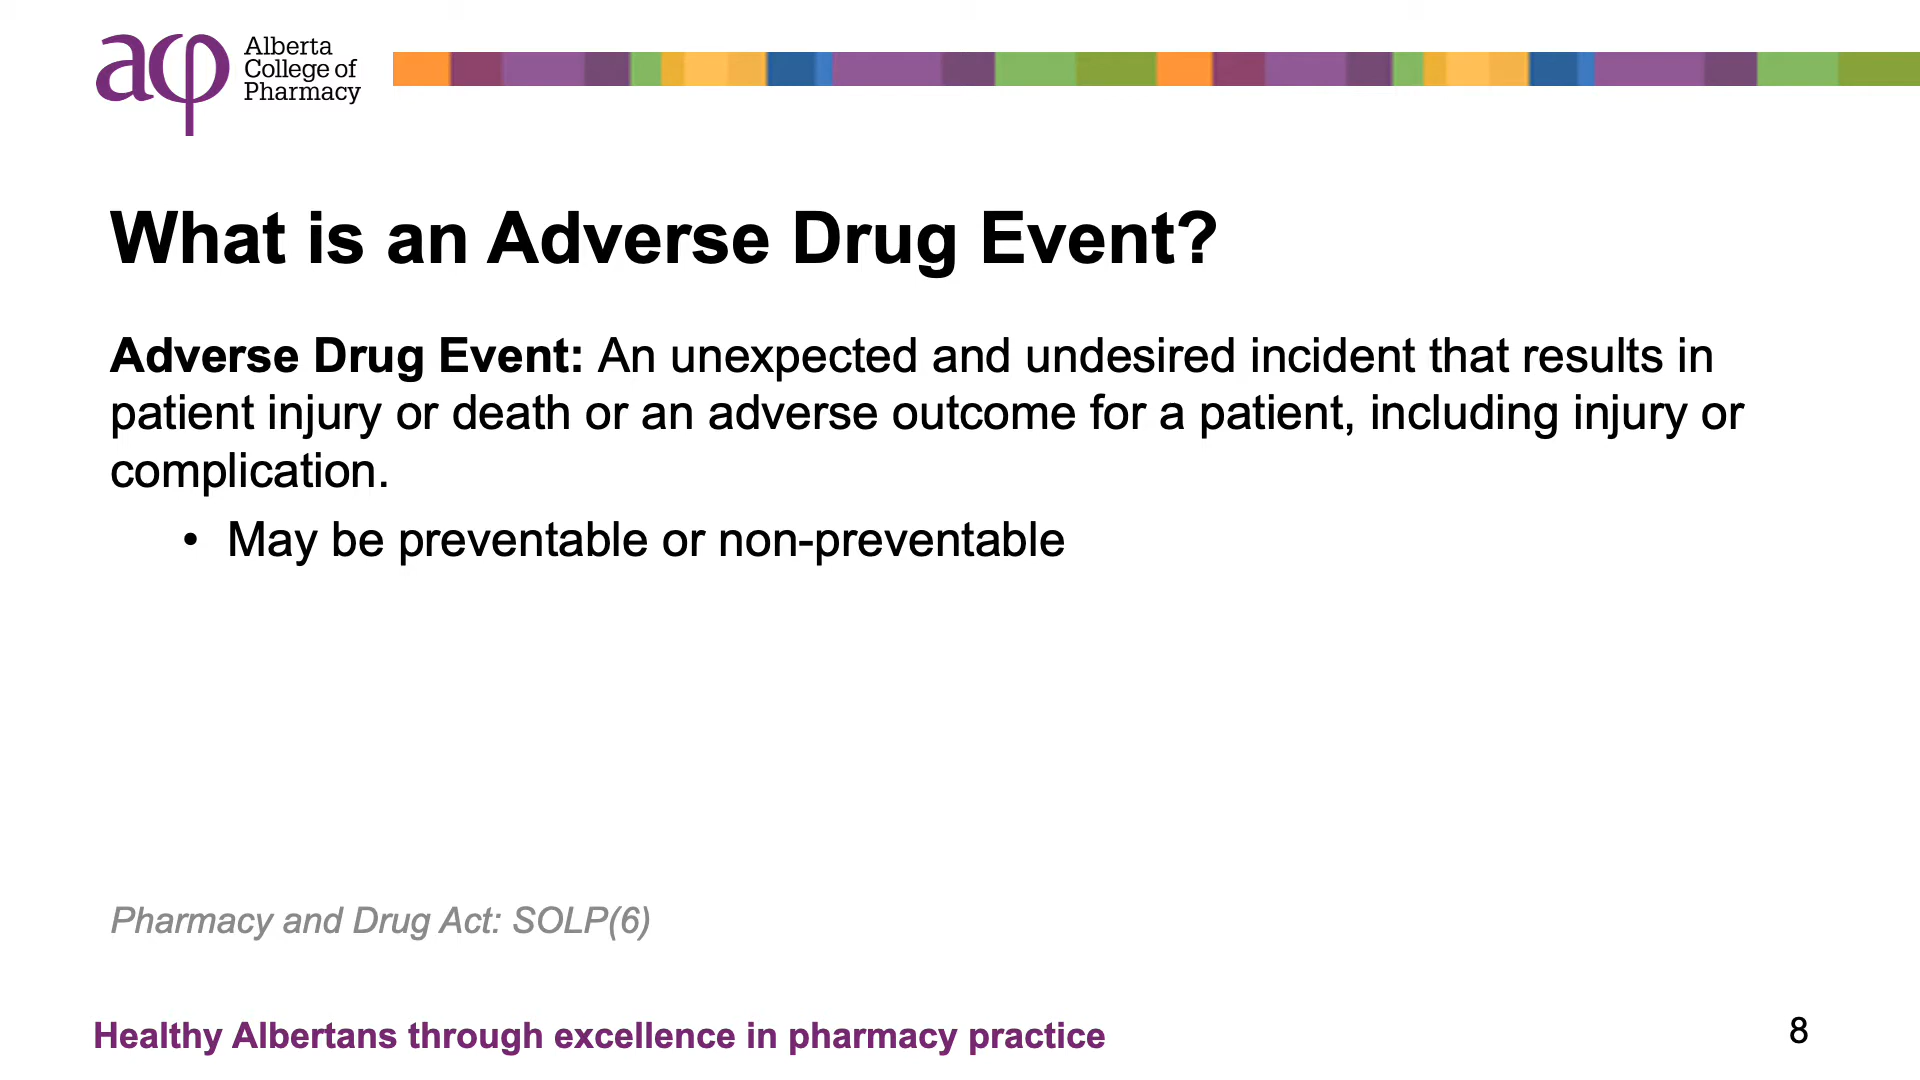 acp
Alberta
College of
Pharmacy
What is an Adverse Drug Event?
Adverse Drug Event: An unexpected and undesired incident that results in
patient injury or death or an adverse outcome for a patient, including injury or
complication.
• May be preventable or non-preventable
Pharmacy and Drug Act: SOLP(6)
Healthy Albertans through excellence in pharmacy practice
8